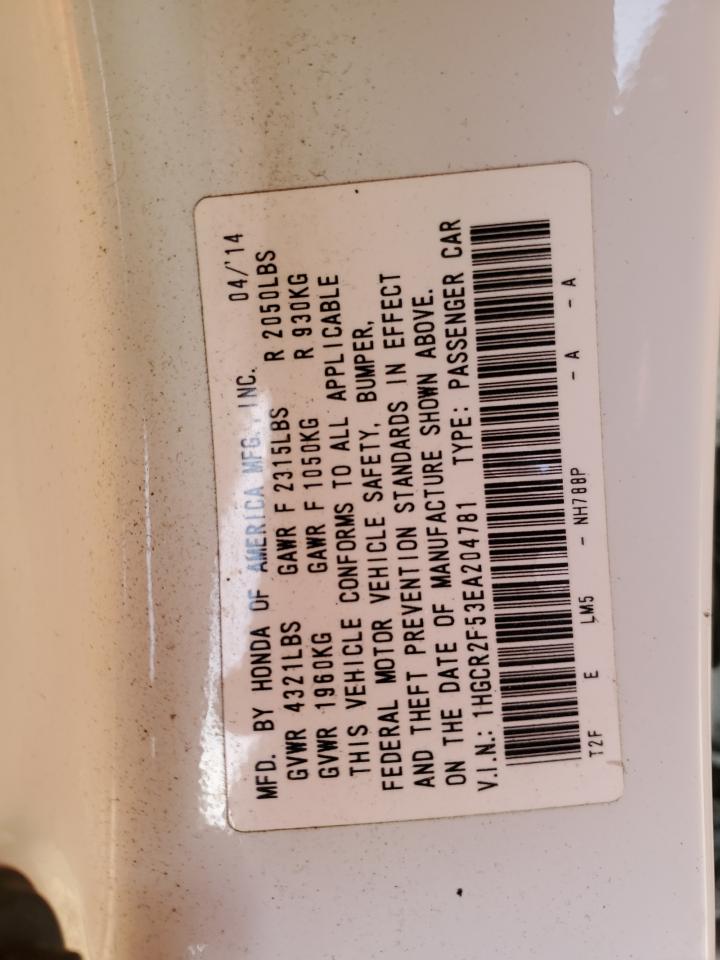 MFD. BY HONDA OF AMERICA MFG., INC. 04/'14
GVWR 4321LBS GAWR F 2315LBS R 2050LBS
GVWR 1960KG GAWR F 1050KG R 930KG
THIS VEHICLE CONFORMS TO ALL APPLICABLE
FEDERAL MOTOR VEHICLE SAFETY, BUMPER,
AND THEFT PREVENTION STANDARDS IN EFFECT
ON THE DATE OF MANUFACTURE SHOWN ABOVE.
V.I.N.: 1HGCR2F53EA204781 TYPE: PASSENGER CAR
T2F E LM5 - NH788P - A - A